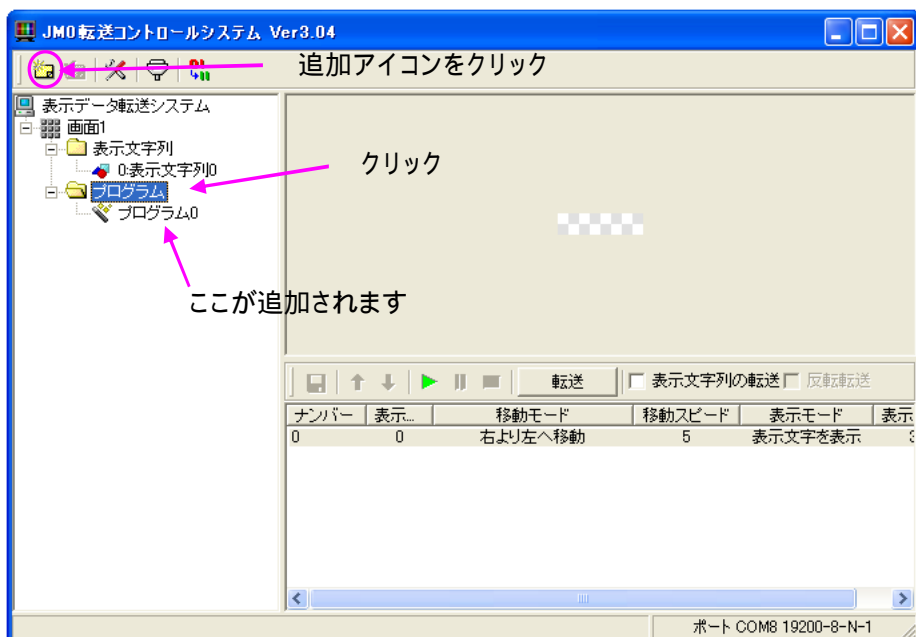 JM0転送コントロールシステム Ver3.04
追加アイコンをクリック
表示データ転送システム
画面1
表示文字列
0:表示文字列0
プログラム
プログラム0
クリック
ここが追加されます
転送 表示文字列の転送 反転転送
ナンバー 表示... 移動モード 移動スピード 表示モード 表示
0 0 右より左へ移動 5 表示文字を表示
ポート COM8 19200-8-N-1